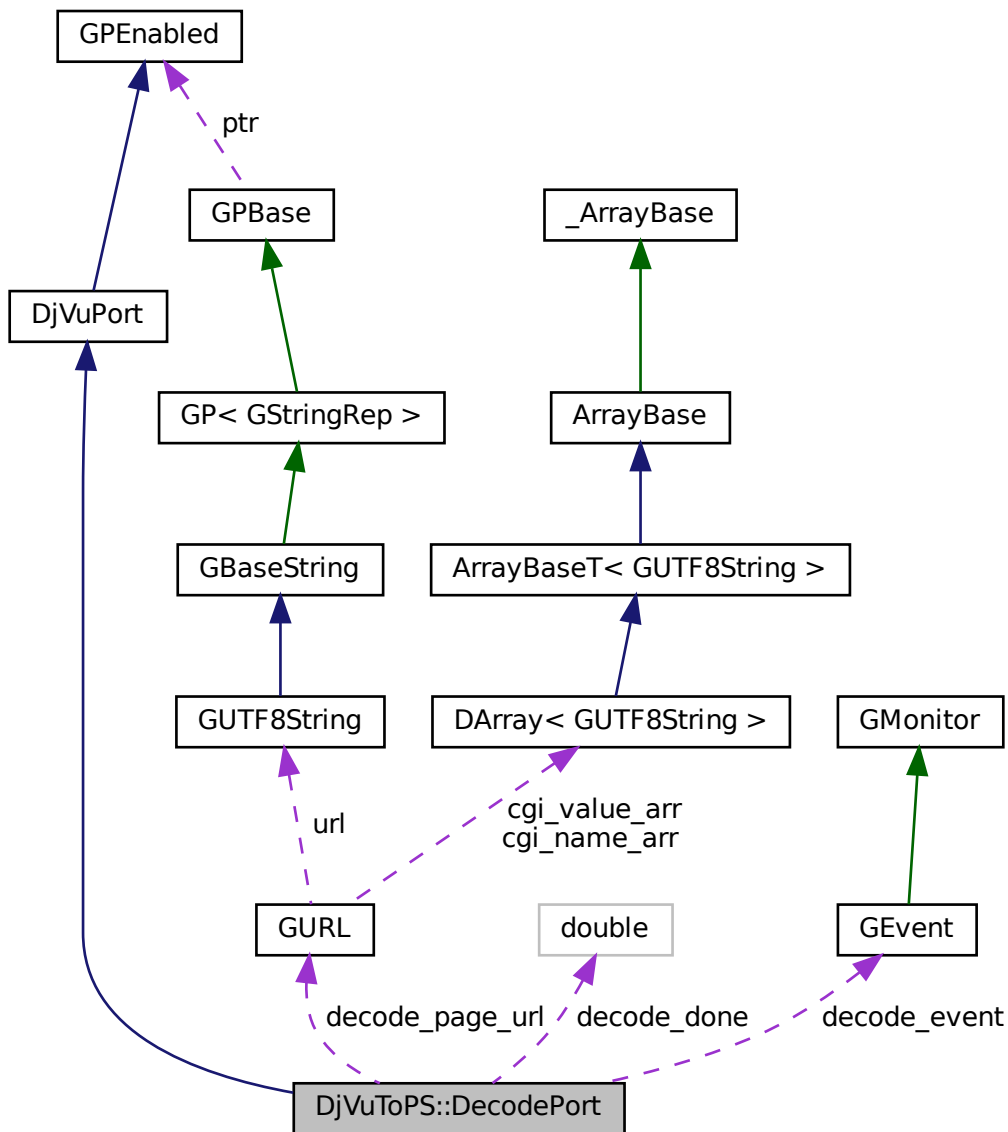 GPEnabled
ptr
GPBase
_ArrayBase
DjVuPort
GP< GStringRep >
ArrayBase
GBaseString
ArrayBaseT< GUTF8String >
GUTF8String
DArray< GUTF8String >
GMonitor
url
cgi_value_arr
cgi_name_arr
GURL
double
GEvent
decode_page_url
decode_done
decode_event
DjVuToPS::DecodePort